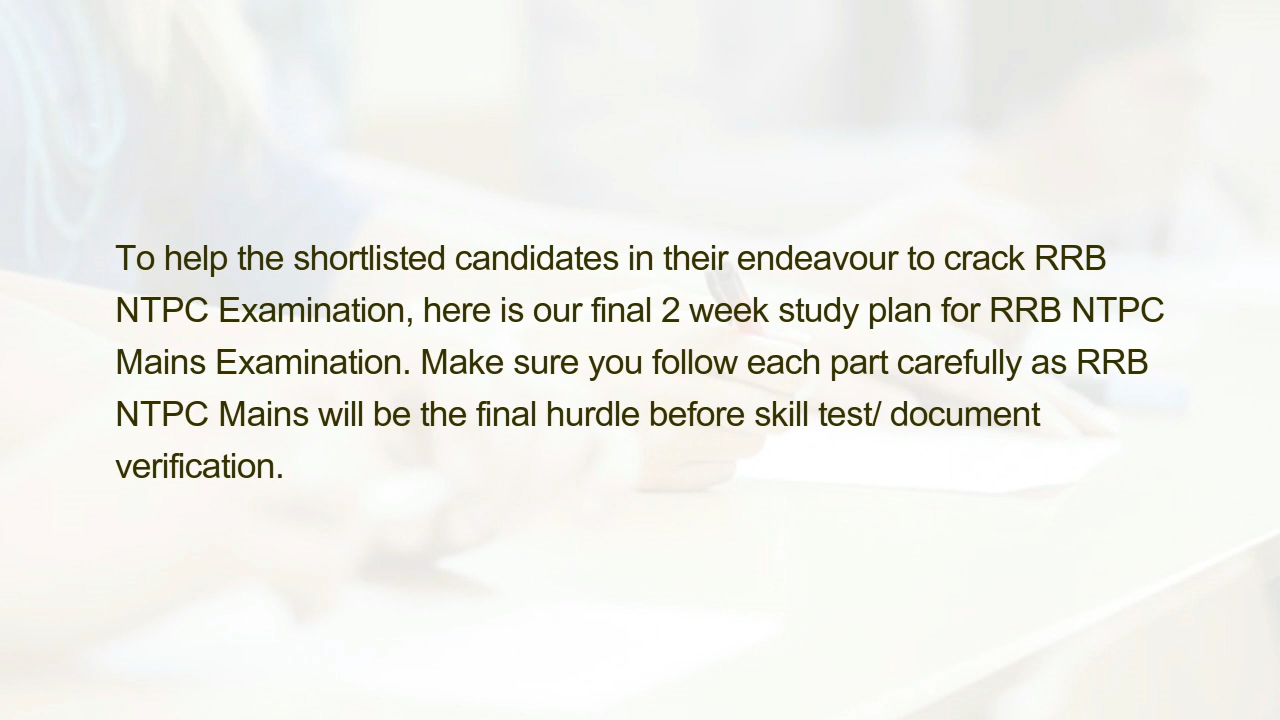 To help the shortlisted candidates in their endeavour to crack RRB
NTPC Examination, here is our final 2 week study plan for RRB NTPC
Mains Examination. Make sure you follow each part carefully as RRB
NTPC Mains will be the final hurdle before skill test/ document
verification.